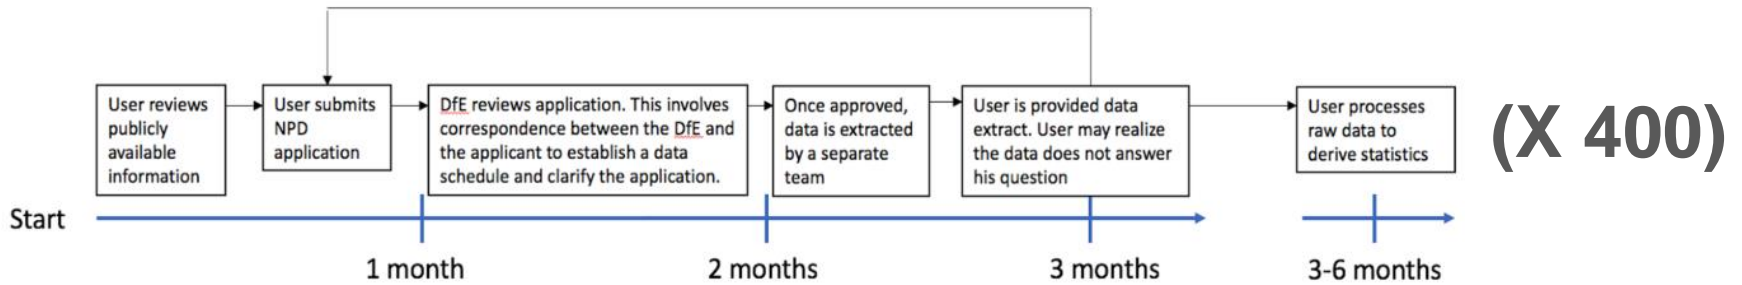 User reviews
publicly
available
information
User submits
NPD
application
DfE reviews application. This involves
correspondence between the DfE and
the applicant to establish a data
schedule and clarify the application.
Once approved,
data is extracted
by a separate
team
User is provided data
extract. User may realize
the data does not answer
his question
User processes
raw data to
derive statistics
(X 400)
Start
1 month
2 months
3 months
3-6 months